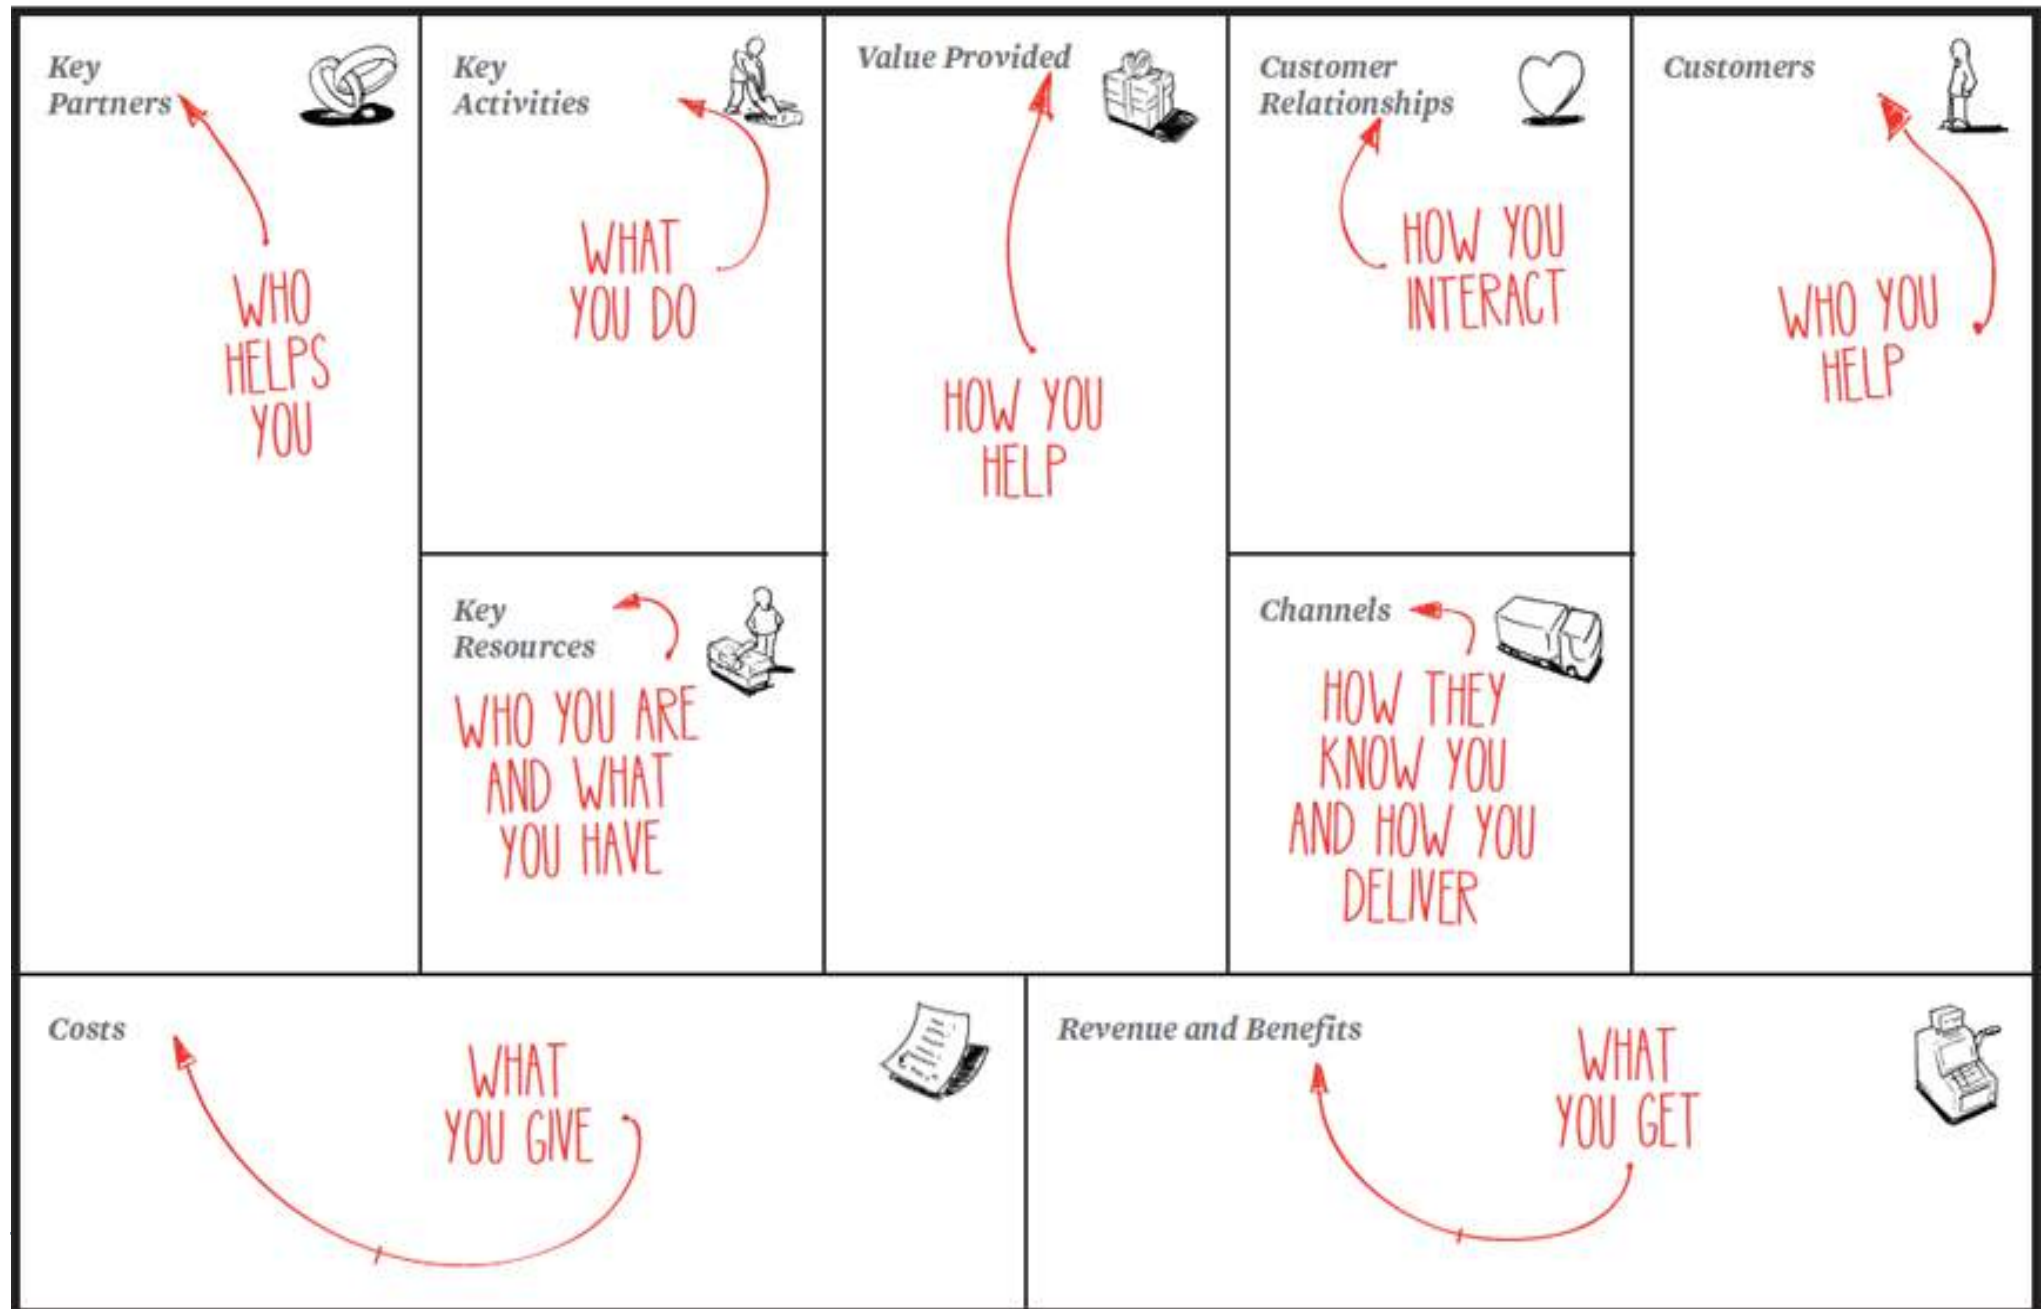 Key
Partners
WHO
HELPS
YOU
Key
Activities
WHAT
YOU DO
Key
Resources
WHO YOU ARE
AND WHAT
YOU HAVE
Value Provided
HOW YOU
HELP
Customer
Relationships
HOW YOU
INTERACT
Channels
HOW THEY
KNOW YOU
AND HOW YOU
DELIVER
Customers
WHO YOU
HELP
Costs
WHAT
YOU GIVE
Revenue and Benefits
WHAT
YOU GET